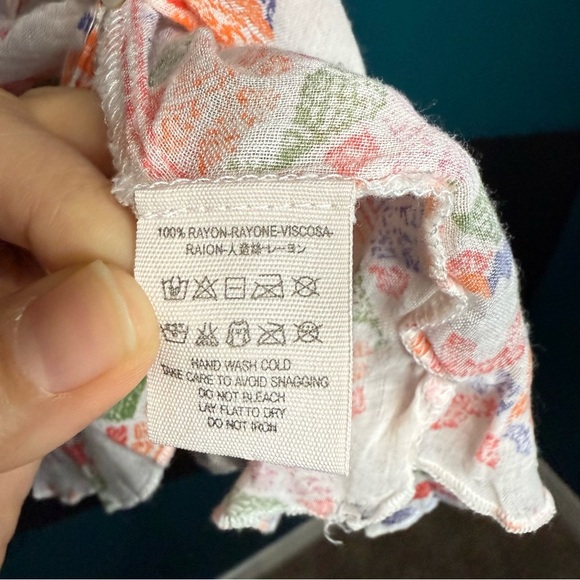 100% RAYON-RAYONE-VISCOSA-
RAION-人造絲-レーヨン
HAND WASH COLD
TAKE CARE TO AVOID SNAGGING
DO NOT BLEACH
LAY FLAT TO DRY
DO NOT IRON